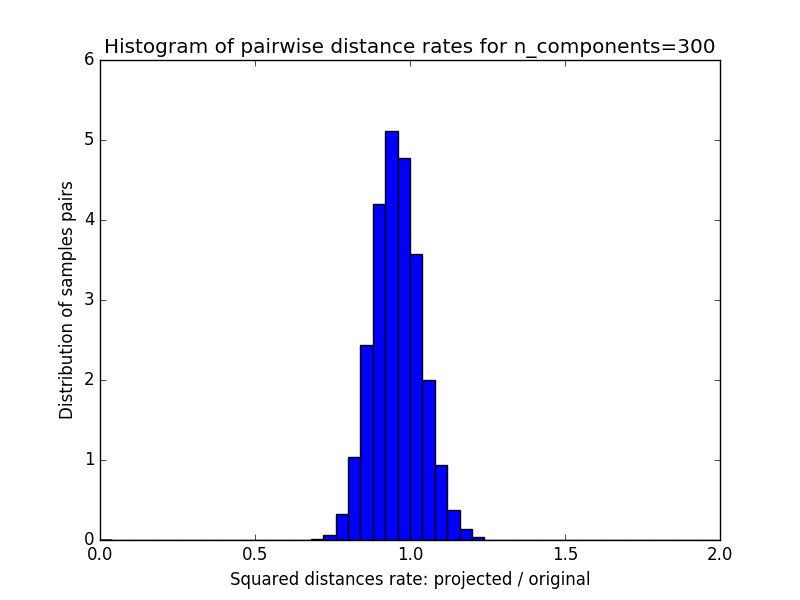 Histogram of pairwise distance rates for n_components=300
6
5
4
3
2
1
0
Distribution of samples pairs
0.0 0.5 1.0 1.5 2.0
Squared distances rate: projected / original